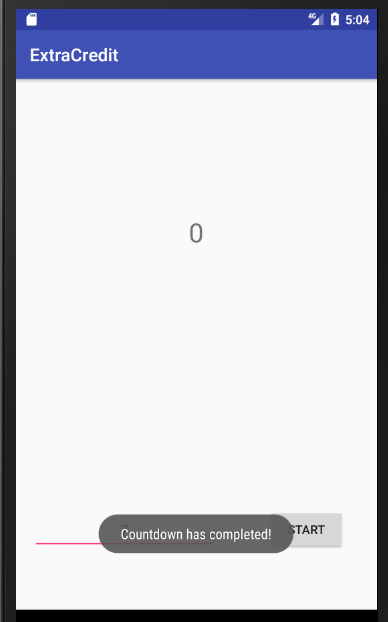 4G 5:04
ExtraCredit
0
Countdown has completed!
START